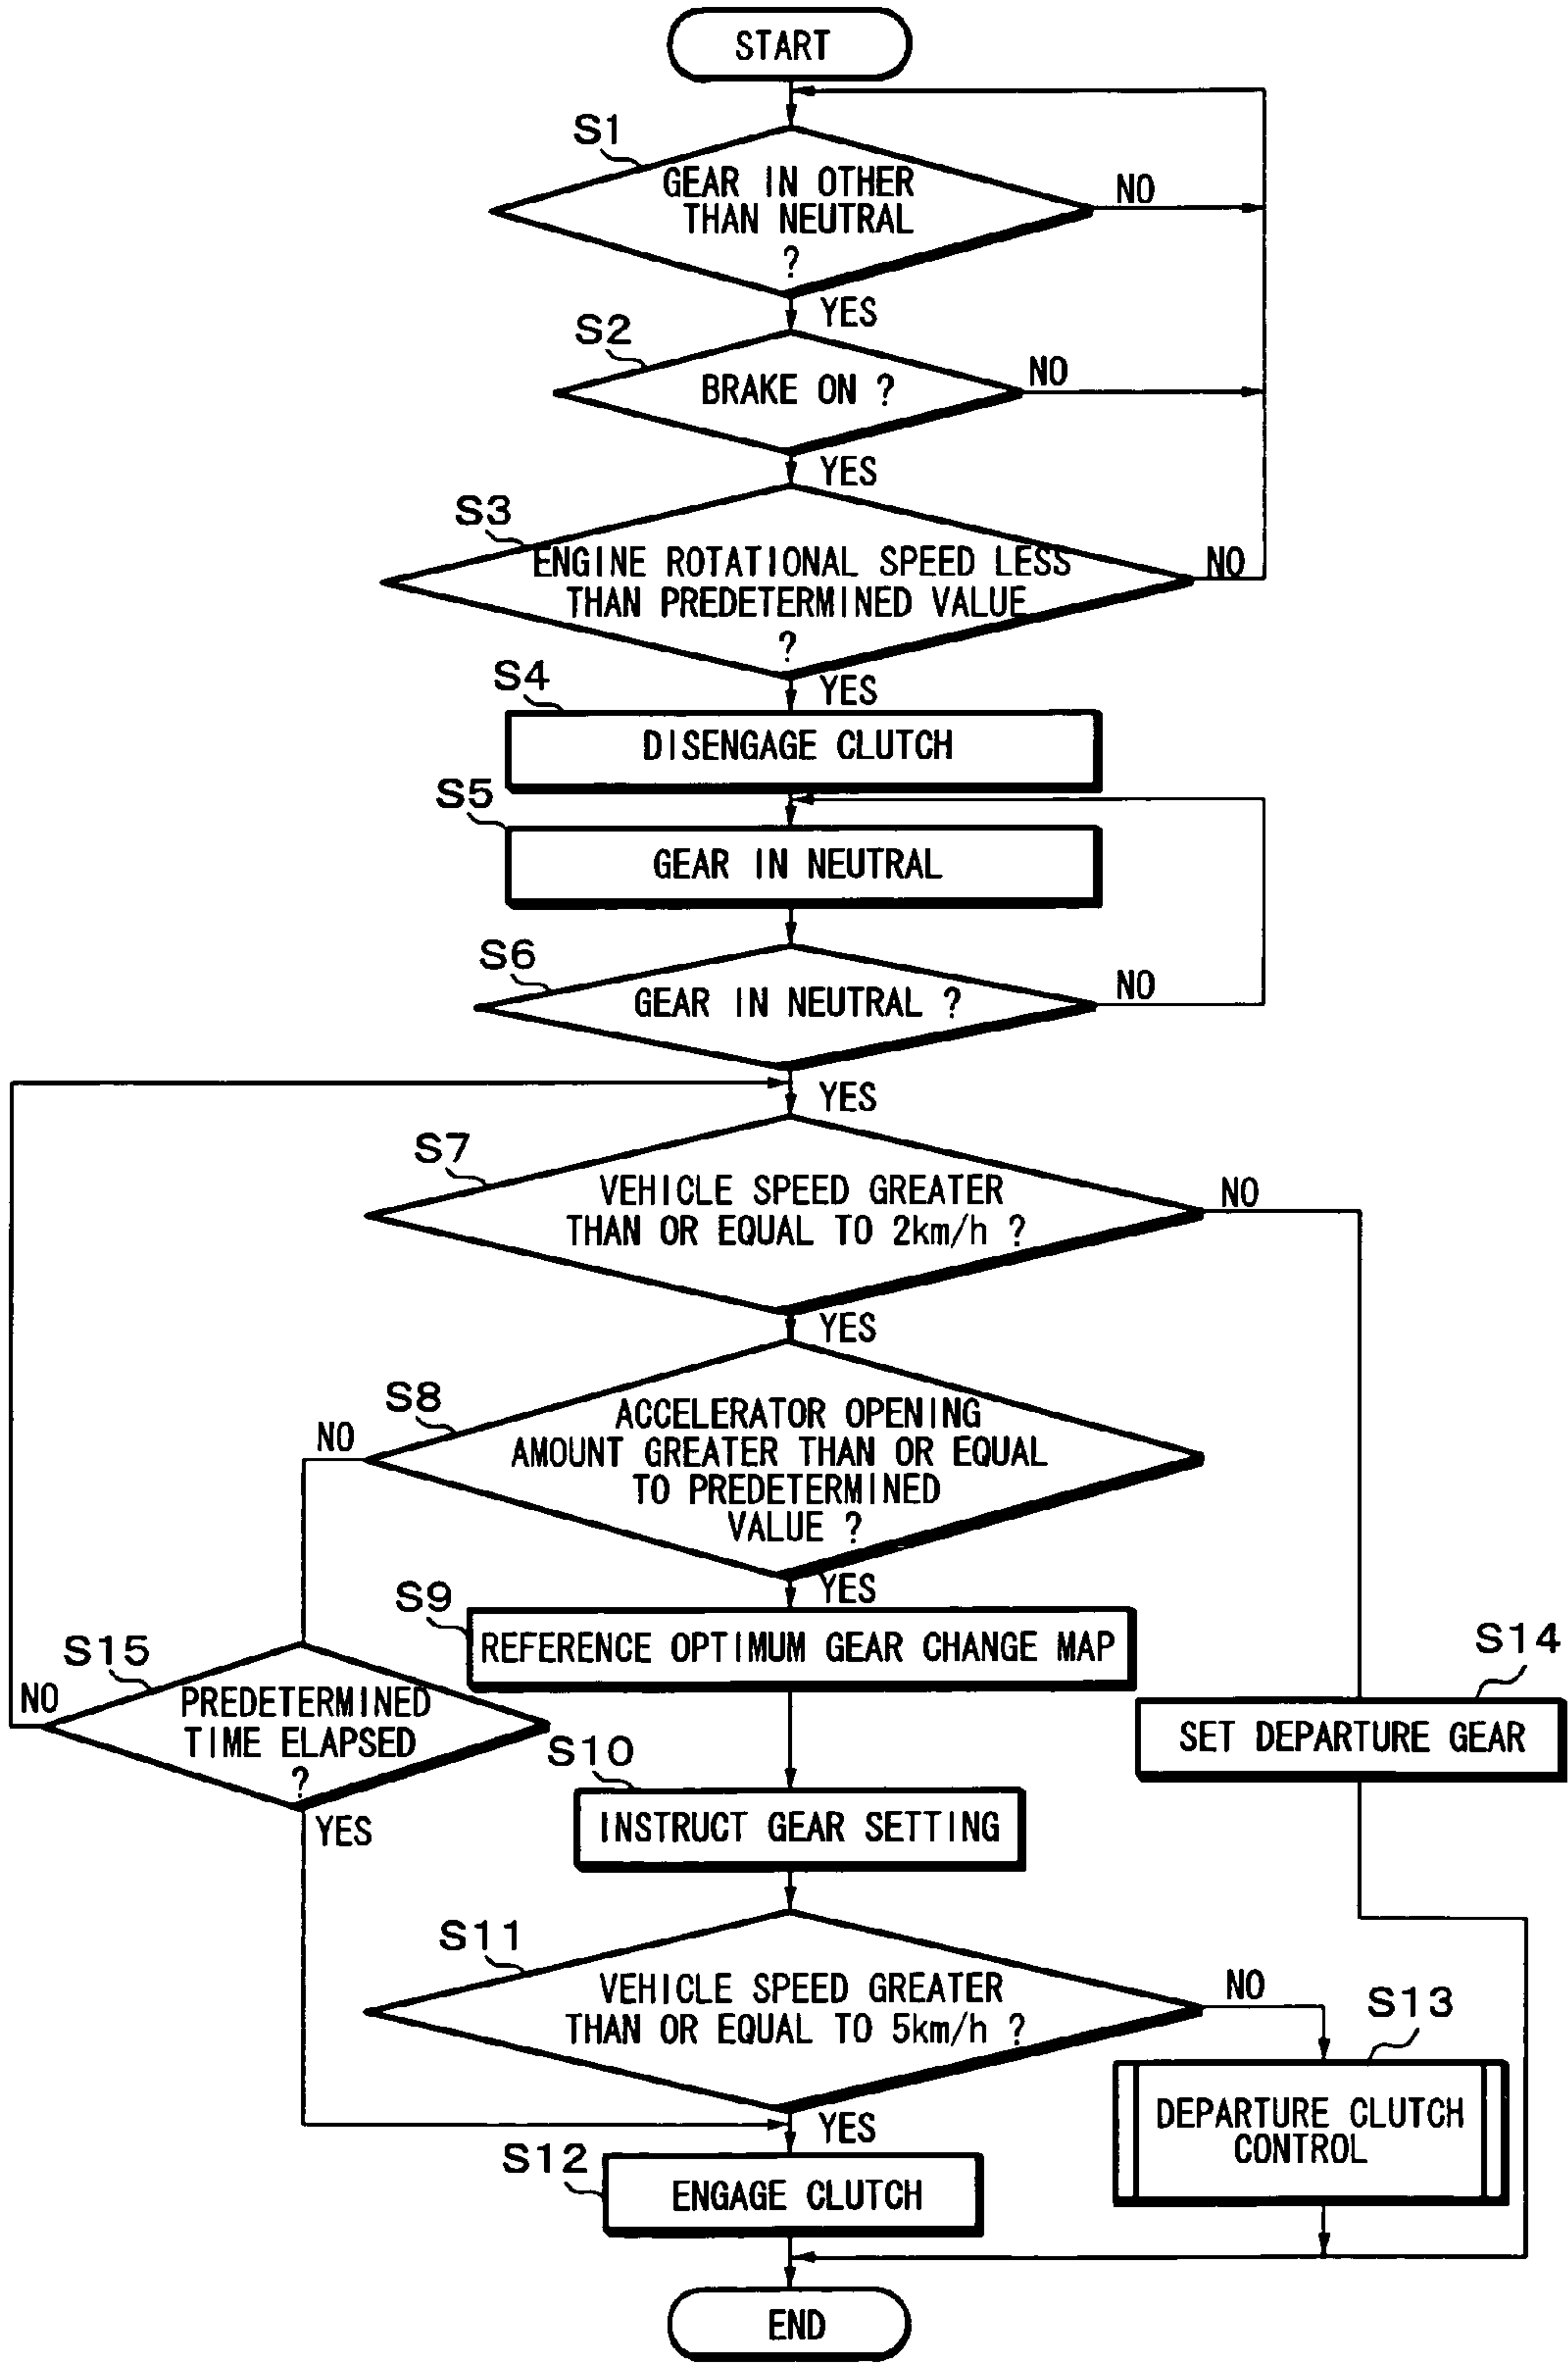 START
S1
GEAR IN OTHER
THAN NEUTRAL
?
NO
YES
S2
BRAKE ON ?
NO
YES
S3
ENGINE ROTATIONAL SPEED LESS
THAN PREDETERMINED VALUE
?
NO
YES
S4
DISENGAGE CLUTCH
S5
GEAR IN NEUTRAL
S6
GEAR IN NEUTRAL ?
NO
YES
S7
VEHICLE SPEED GREATER
THAN OR EQUAL TO 2km/h ?
NO
YES
S8
ACCELERATOR OPENING
AMOUNT GREATER THAN OR EQUAL
TO PREDETERMINED
VALUE ?
NO
YES
S9
REFERENCE OPTIMUM GEAR CHANGE MAP
S15
PREDETERMINED
TIME ELAPSED
?
NO
YES
S14
SET DEPARTURE GEAR
S10
INSTRUCT GEAR SETTING
S11
VEHICLE SPEED GREATER
THAN OR EQUAL TO 5km/h ?
NO
YES
S13
DEPARTURE CLUTCH
CONTROL
S12
ENGAGE CLUTCH
END